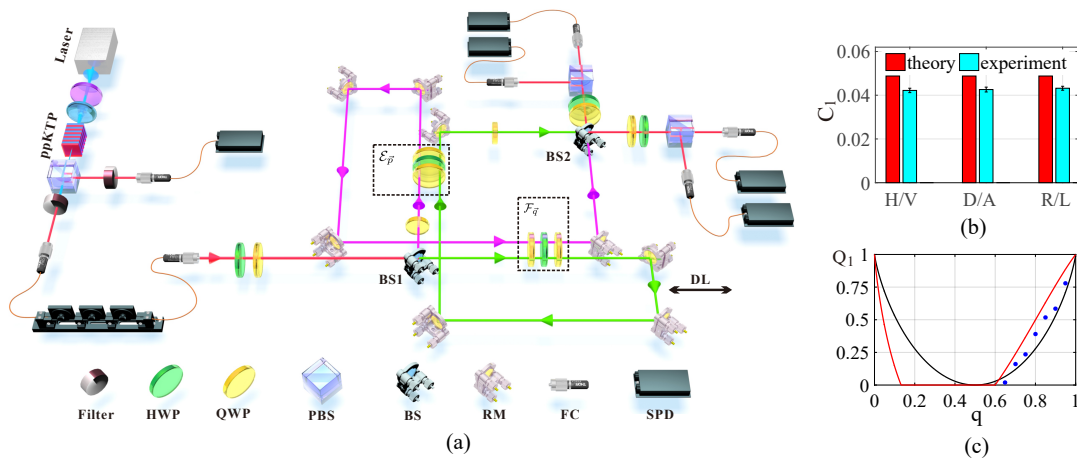 Laser
ppKTP
BS1
BS2
ℰ_p⃗
ℱ_q⃗
DL
Filter
HWP
QWP
PBS
BS
RM
FC
SPD
(a)
0.06
0.04
0.02
0
C₁
theory
experiment
H/V
D/A
R/L
(b)
Q₁
1
0.75
0.5
0.25
0
0 0.2 0.4 0.6 0.8 1
q
(c)